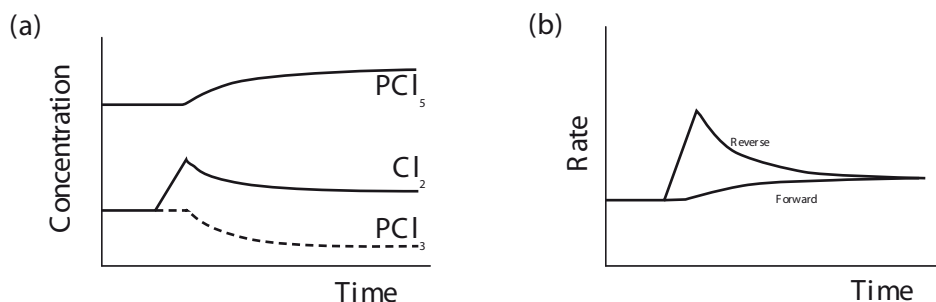 (a)
Concentration
PCl₅
Cl₂
PCl₃
Time
(b)
Rate
Reverse
Forward
Time